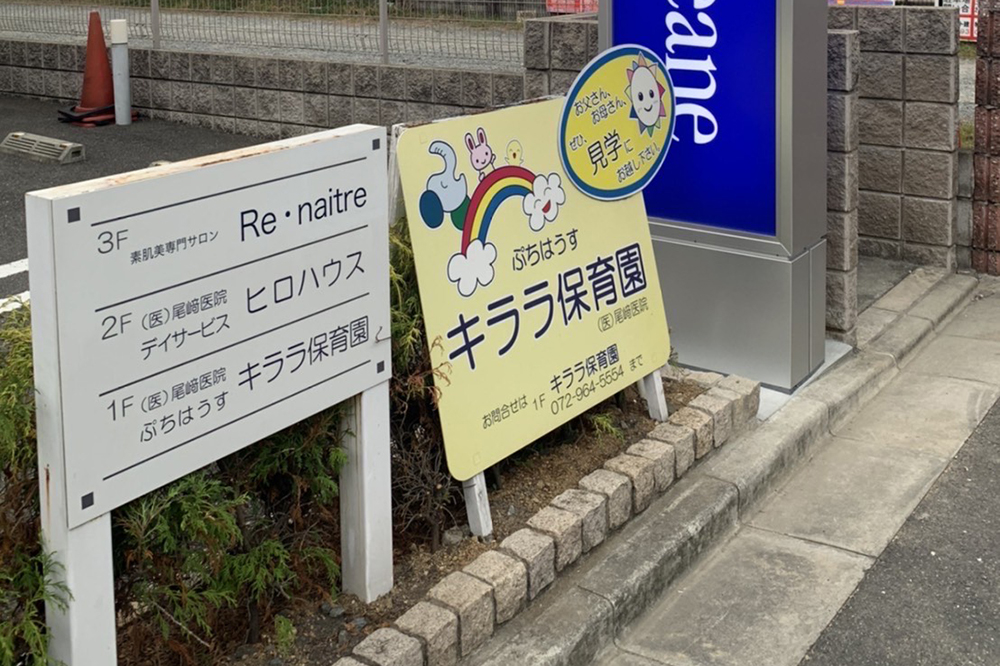 3F 素肌美専門サロン Re・naitre
2F (医)尾﨑医院 デイサービス ヒロハウス
1F (医)尾﨑医院 ぷちはうす キララ保育園
お父さん、
お母さん、
ぜひ、
見学に
お越し下さい。
ぷちはうす
キララ保育園
(医)尾﨑医院
お問合せは 1F キララ保育園 072-964-5554 まで
ane